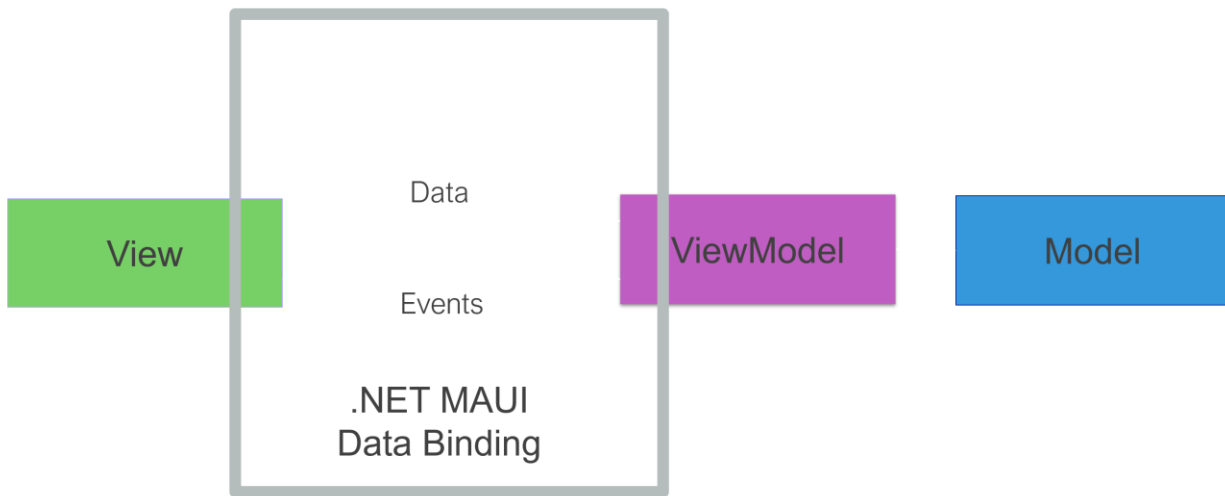 Data
View
ViewModel
Model
Events
.NET MAUI
Data Binding